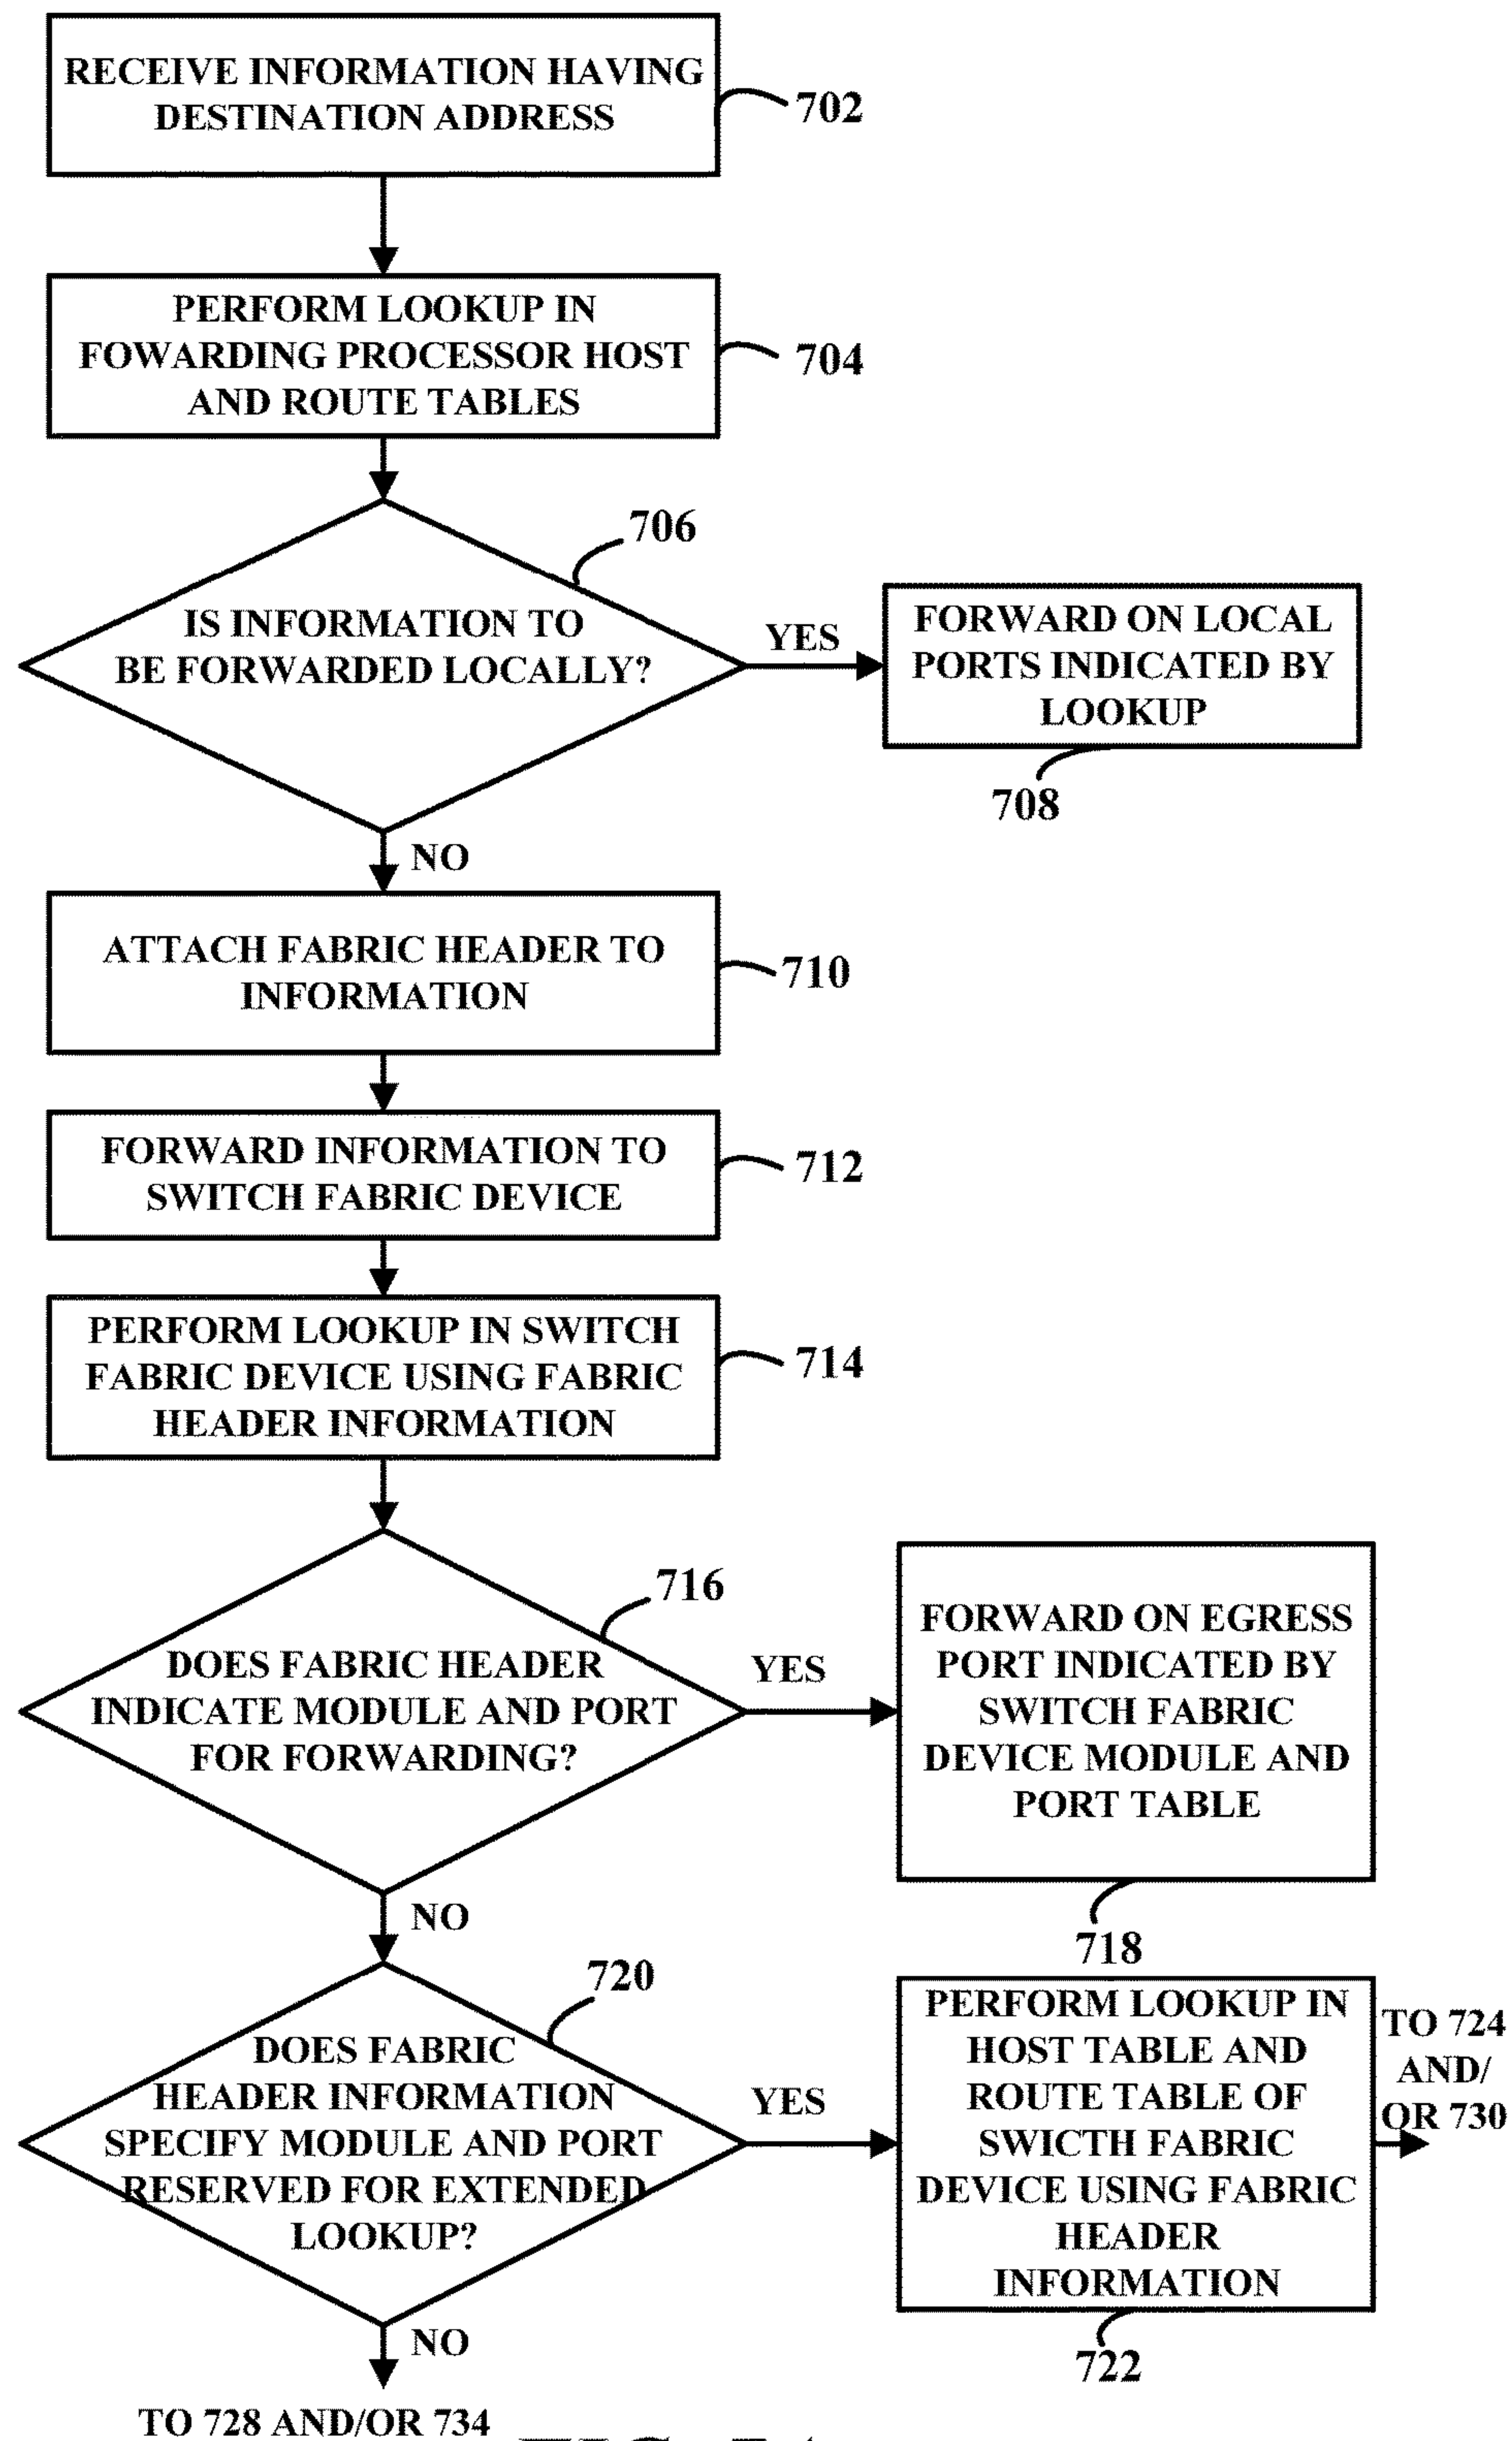 RECEIVE INFORMATION HAVING
DESTINATION ADDRESS
702
PERFORM LOOKUP IN
FOWARDING PROCESSOR HOST
AND ROUTE TABLES
704
706
IS INFORMATION TO
BE FORWARDED LOCALLY?
YES
FORWARD ON LOCAL
PORTS INDICATED BY
LOOKUP
708
NO
ATTACH FABRIC HEADER TO
INFORMATION
710
FORWARD INFORMATION TO
SWITCH FABRIC DEVICE
712
PERFORM LOOKUP IN SWITCH
FABRIC DEVICE USING FABRIC
HEADER INFORMATION
714
716
DOES FABRIC HEADER
INDICATE MODULE AND PORT
FOR FORWARDING?
YES
FORWARD ON EGRESS
PORT INDICATED BY
SWITCH FABRIC
DEVICE MODULE AND
PORT TABLE
718
NO
720
DOES FABRIC
HEADER INFORMATION
SPECIFY MODULE AND PORT
RESERVED FOR EXTENDED
LOOKUP?
YES
PERFORM LOOKUP IN
HOST TABLE AND
ROUTE TABLE OF
SWICTH FABRIC
DEVICE USING FABRIC
HEADER
INFORMATION
722
TO 724
AND/
OR 730
NO
TO 728 AND/OR 734